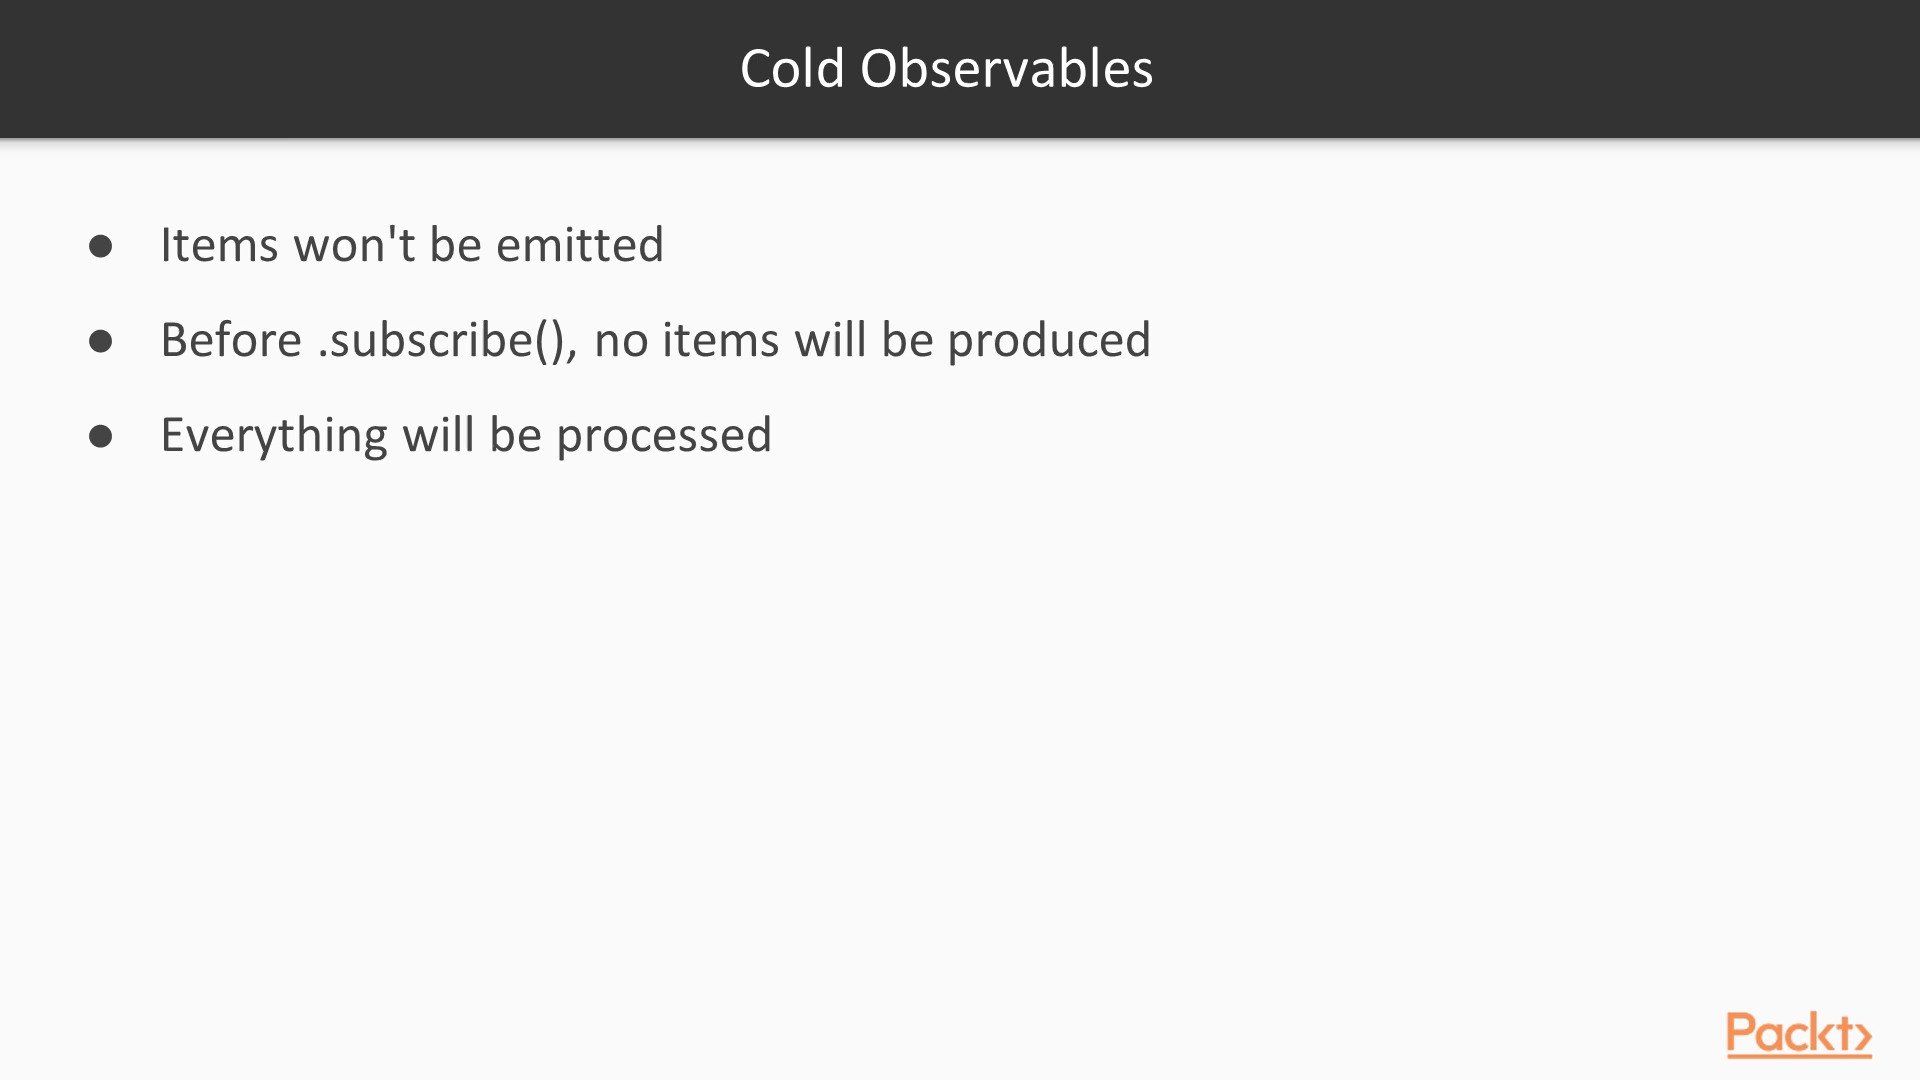 Cold Observables
● Items won't be emitted
● Before .subscribe(), no items will be produced
● Everything will be processed
Packt>